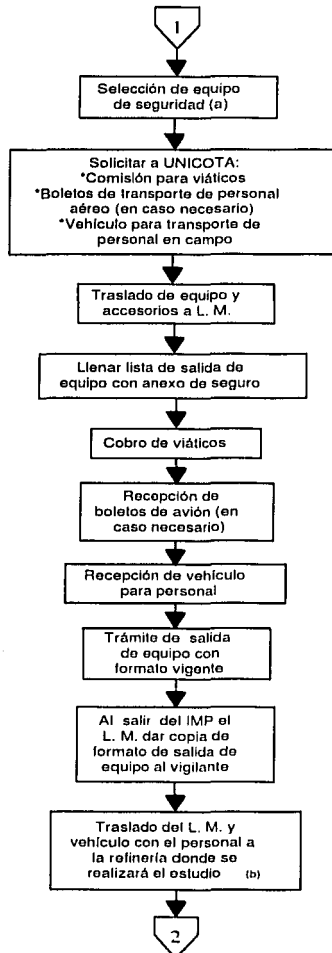 1
Selección de equipo
de seguridad (a)
Solicitar a UNICOTA:
*Comisión para viáticos
*Boletos de transporte de personal
aéreo (en caso necesario)
*Vehículo para transporte de
personal en campo
Traslado de equipo y
accesorios a L. M.
Llenar lista de salida de
equipo con anexo de seguro
Cobro de viáticos
Recepción de
boletos de avión (en
caso necesario)
Recepción de vehículo
para personal
Trámite de salida
de equipo con
formato vigente
Al salir del IMP el
L. M. dar copia de
formato de salida de
equipo al vigilante
Traslado del L. M. y
vehículo con el personal a
la refinería donde se
realizará el estudio (b)
2